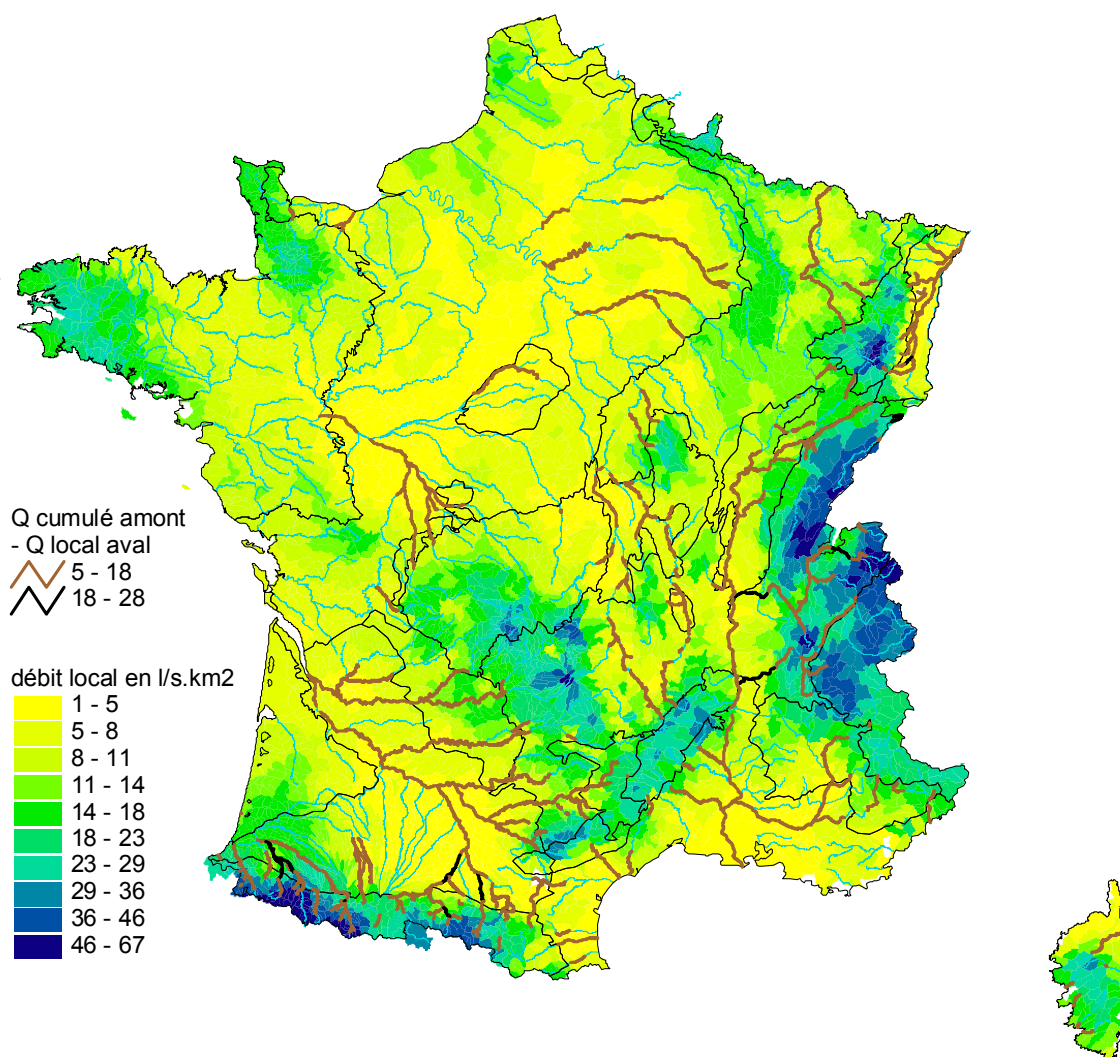 Q cumulé amont
- Q local aval
5 - 18
18 - 28
débit local en l/s.km2
1 - 5
5 - 8
8 - 11
11 - 14
14 - 18
18 - 23
23 - 29
29 - 36
36 - 46
46 - 67